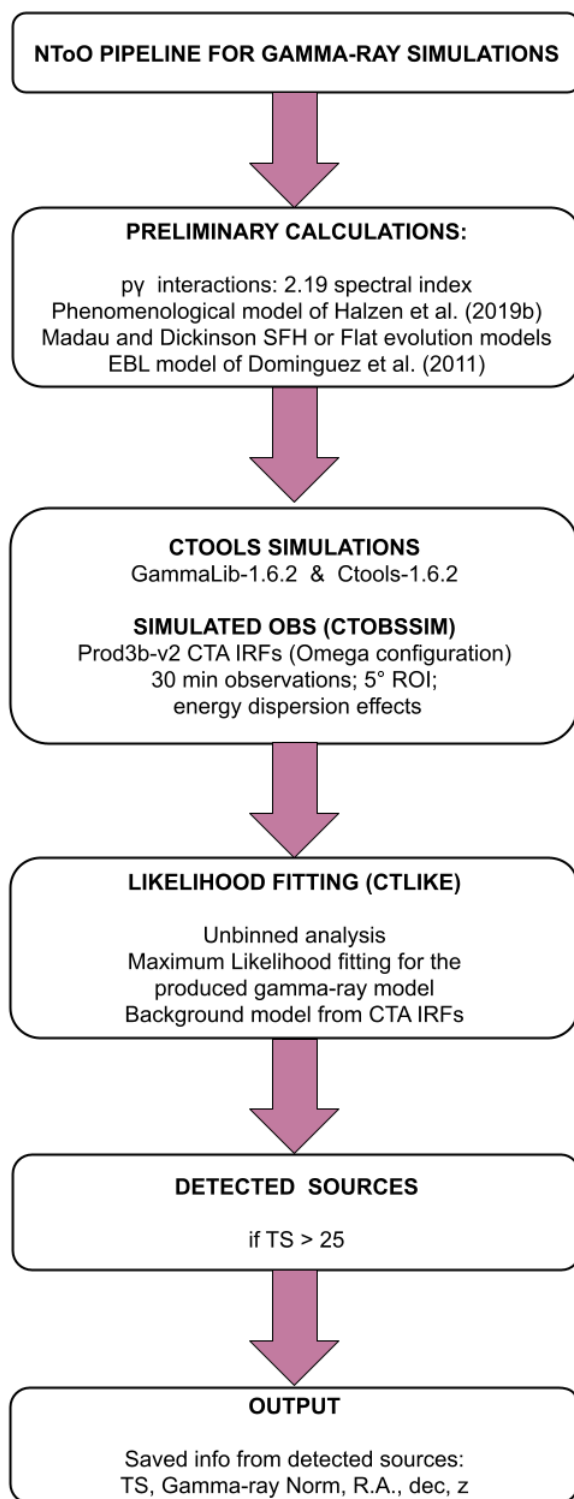 NToO PIPELINE FOR GAMMA-RAY SIMULATIONS
PRELIMINARY CALCULATIONS:
pγ interactions: 2.19 spectral index
Phenomenological model of Halzen et al. (2019b)
Madau and Dickinson SFH or Flat evolution models
EBL model of Dominguez et al. (2011)
CTOOLS SIMULATIONS
GammaLib-1.6.2 & Ctools-1.6.2
SIMULATED OBS (CTOBSSIM)
Prod3b-v2 CTA IRFs (Omega configuration)
30 min observations; 5° ROI;
energy dispersion effects
LIKELIHOOD FITTING (CTLIKE)
Unbinned analysis
Maximum Likelihood fitting for the
produced gamma-ray model
Background model from CTA IRFs
DETECTED SOURCES
if TS > 25
OUTPUT
Saved info from detected sources:
TS, Gamma-ray Norm, R.A., dec, z